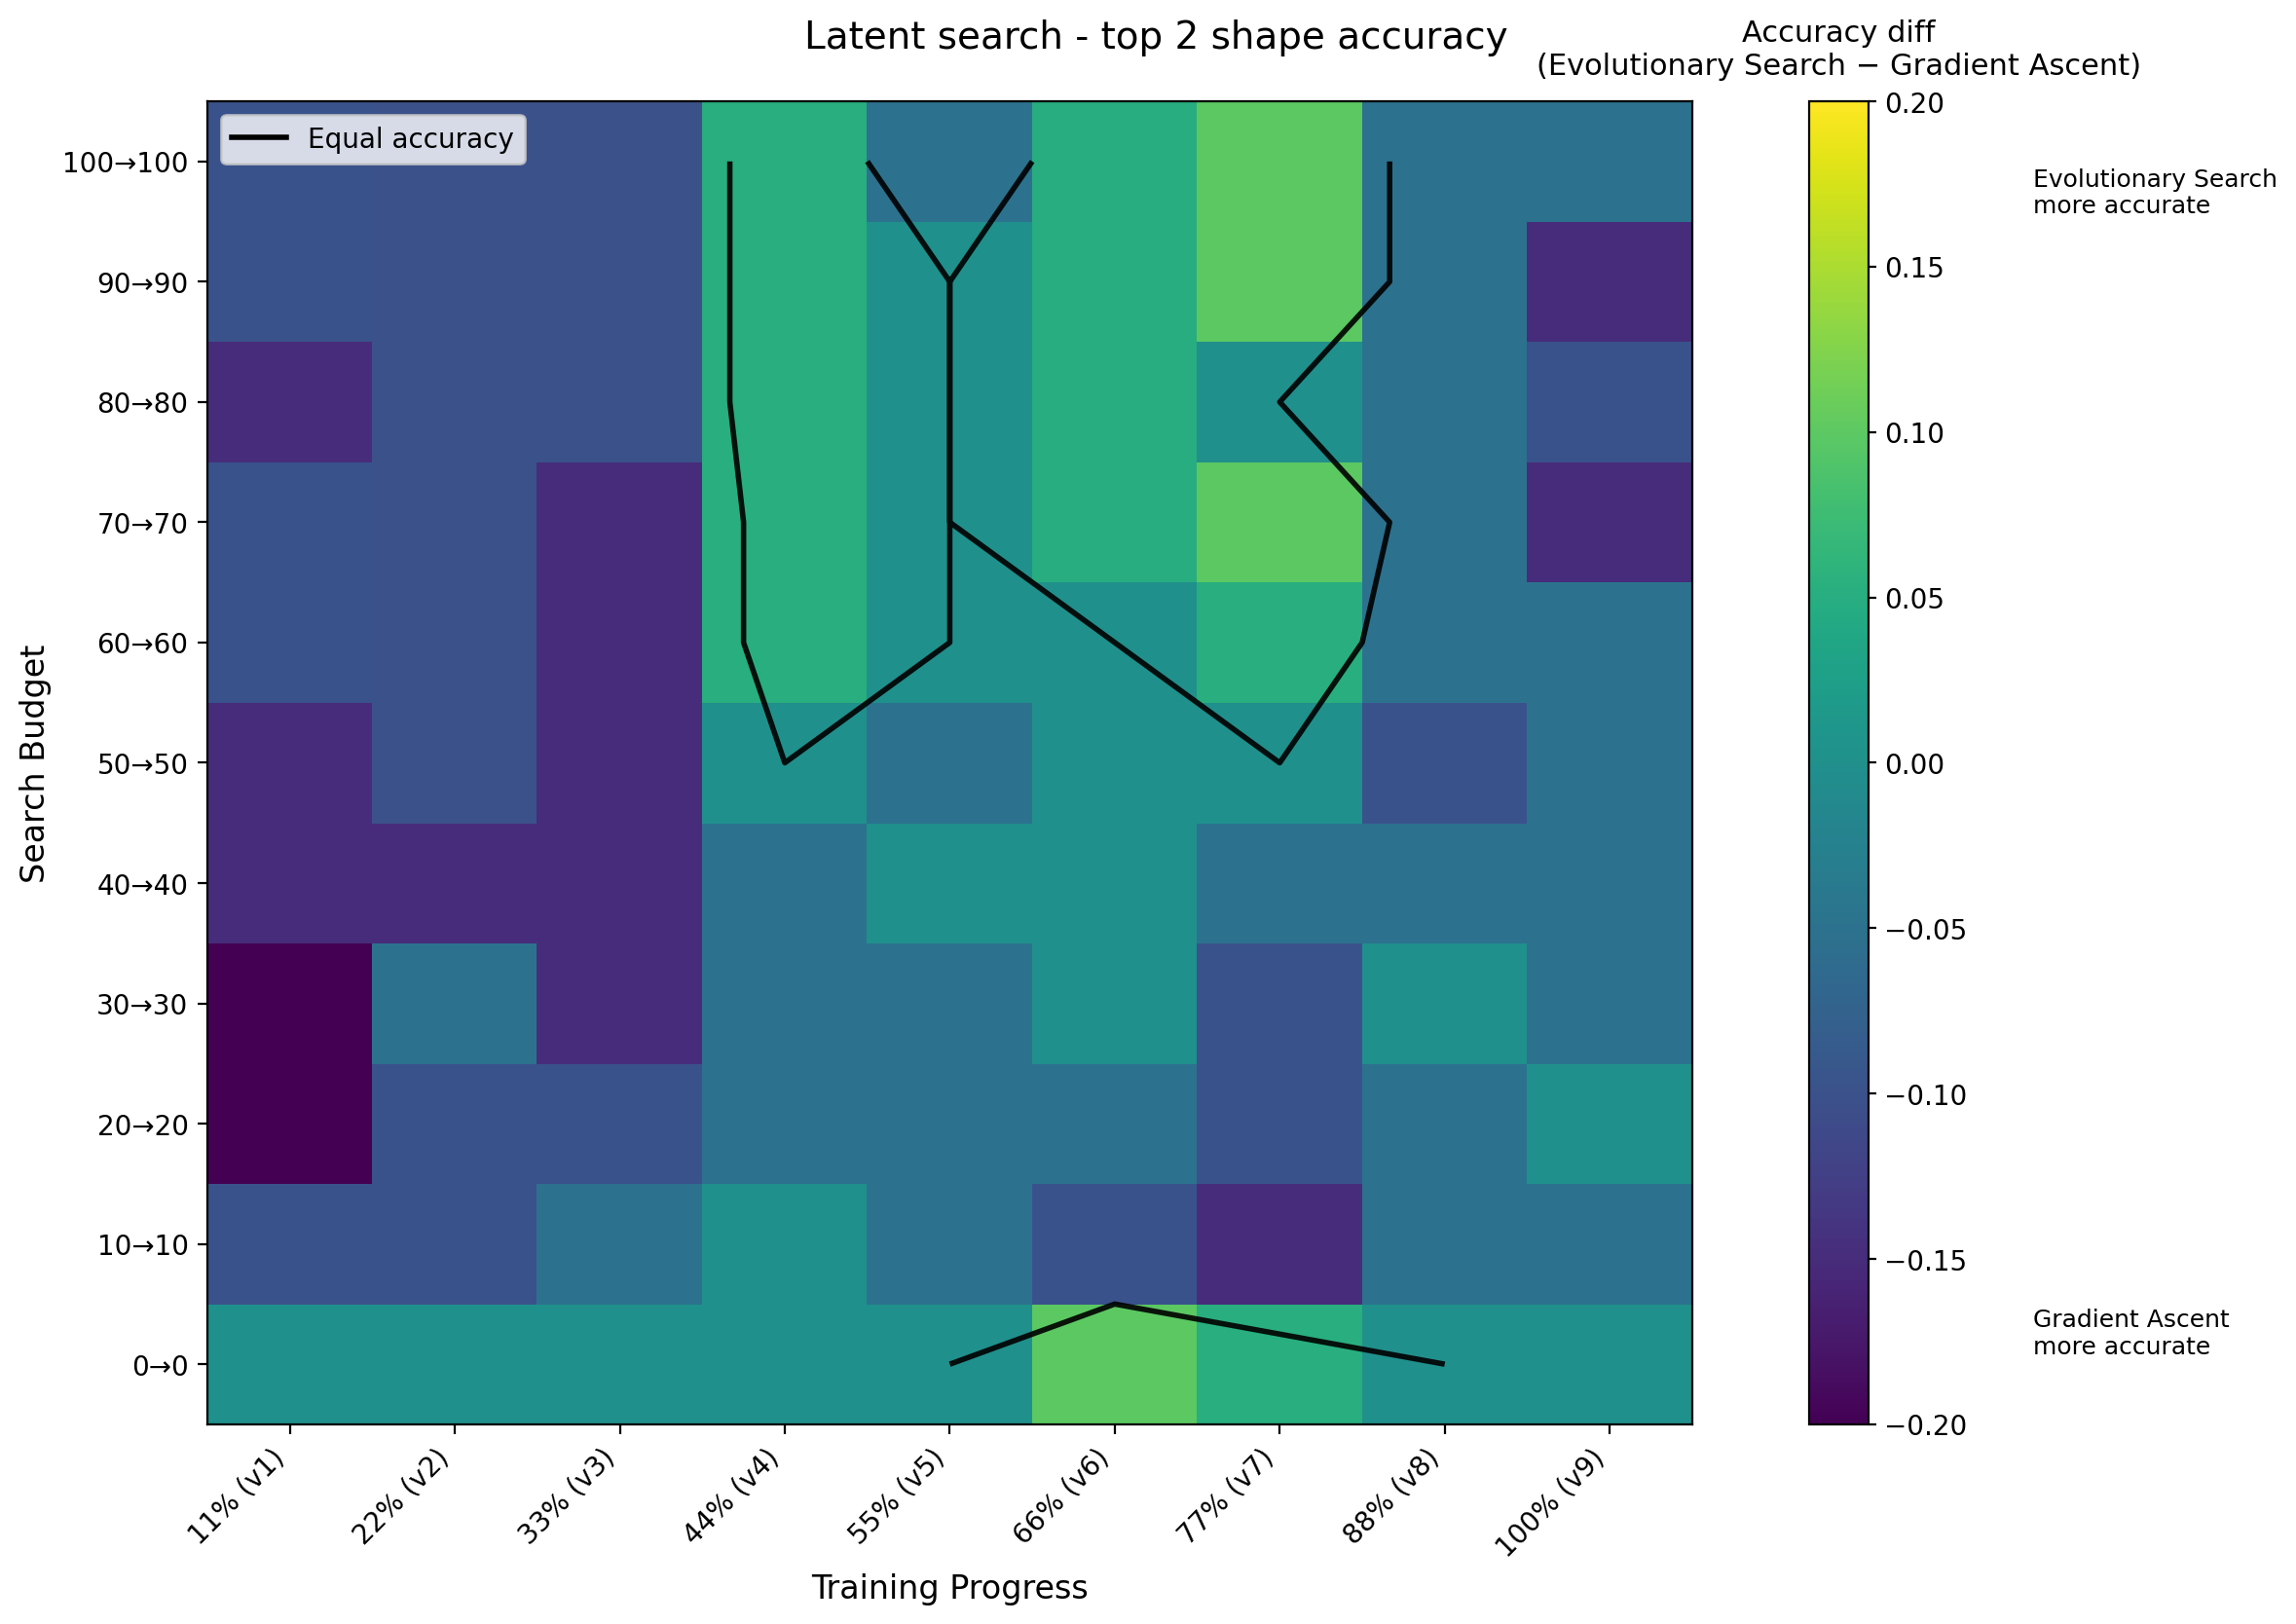 Latent search - top 2 shape accuracy
Accuracy diff
(Evolutionary Search − Gradient Ascent)
Equal accuracy
100→100
90→90
80→80
70→70
60→60
50→50
40→40
30→30
20→20
10→10
0→0
Search Budget
11% (v1)
22% (v2)
33% (v3)
44% (v4)
55% (v5)
66% (v6)
77% (v7)
88% (v8)
100% (v9)
Training Progress
0.20
0.15
0.10
0.05
0.00
−0.05
−0.10
−0.15
−0.20
Evolutionary Search
more accurate
Gradient Ascent
more accurate